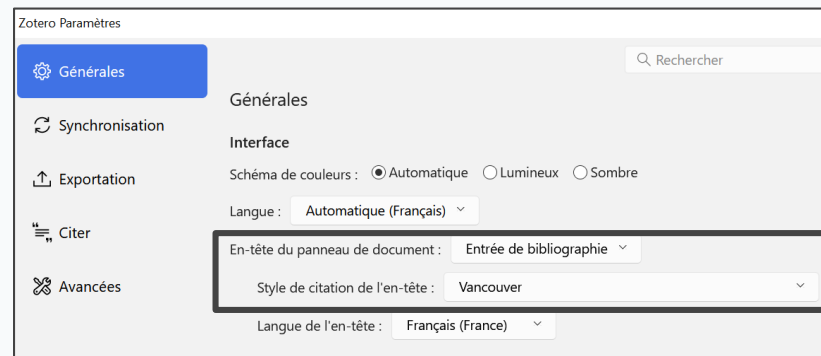 Zotero Paramètres
Générales
Synchronisation
Exportation
Citer
Avancées
Rechercher
Générales
Interface
Schéma de couleurs : Automatique Lumineux Sombre
Langue : Automatique (Français)
En-tête du panneau de document : Entrée de bibliographie
Style de citation de l'en-tête : Vancouver
Langue de l'en-tête : Français (France)